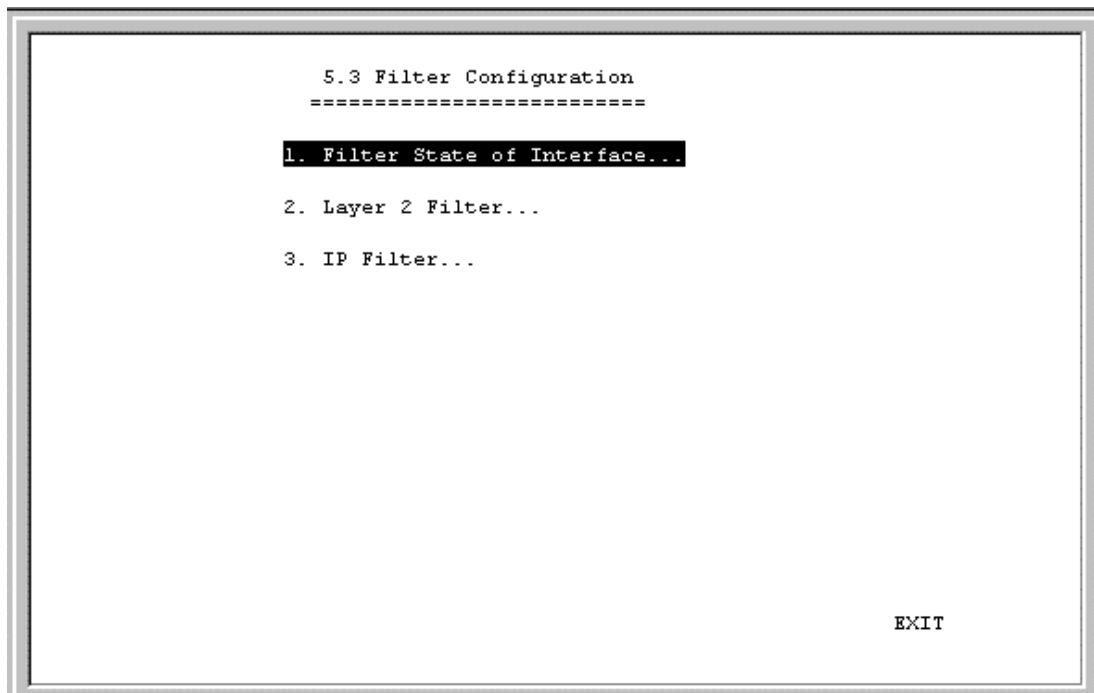 5.3 Filter Configuration
==========================
1. Filter State of Interface...
2. Layer 2 Filter...
3. IP Filter...
EXIT